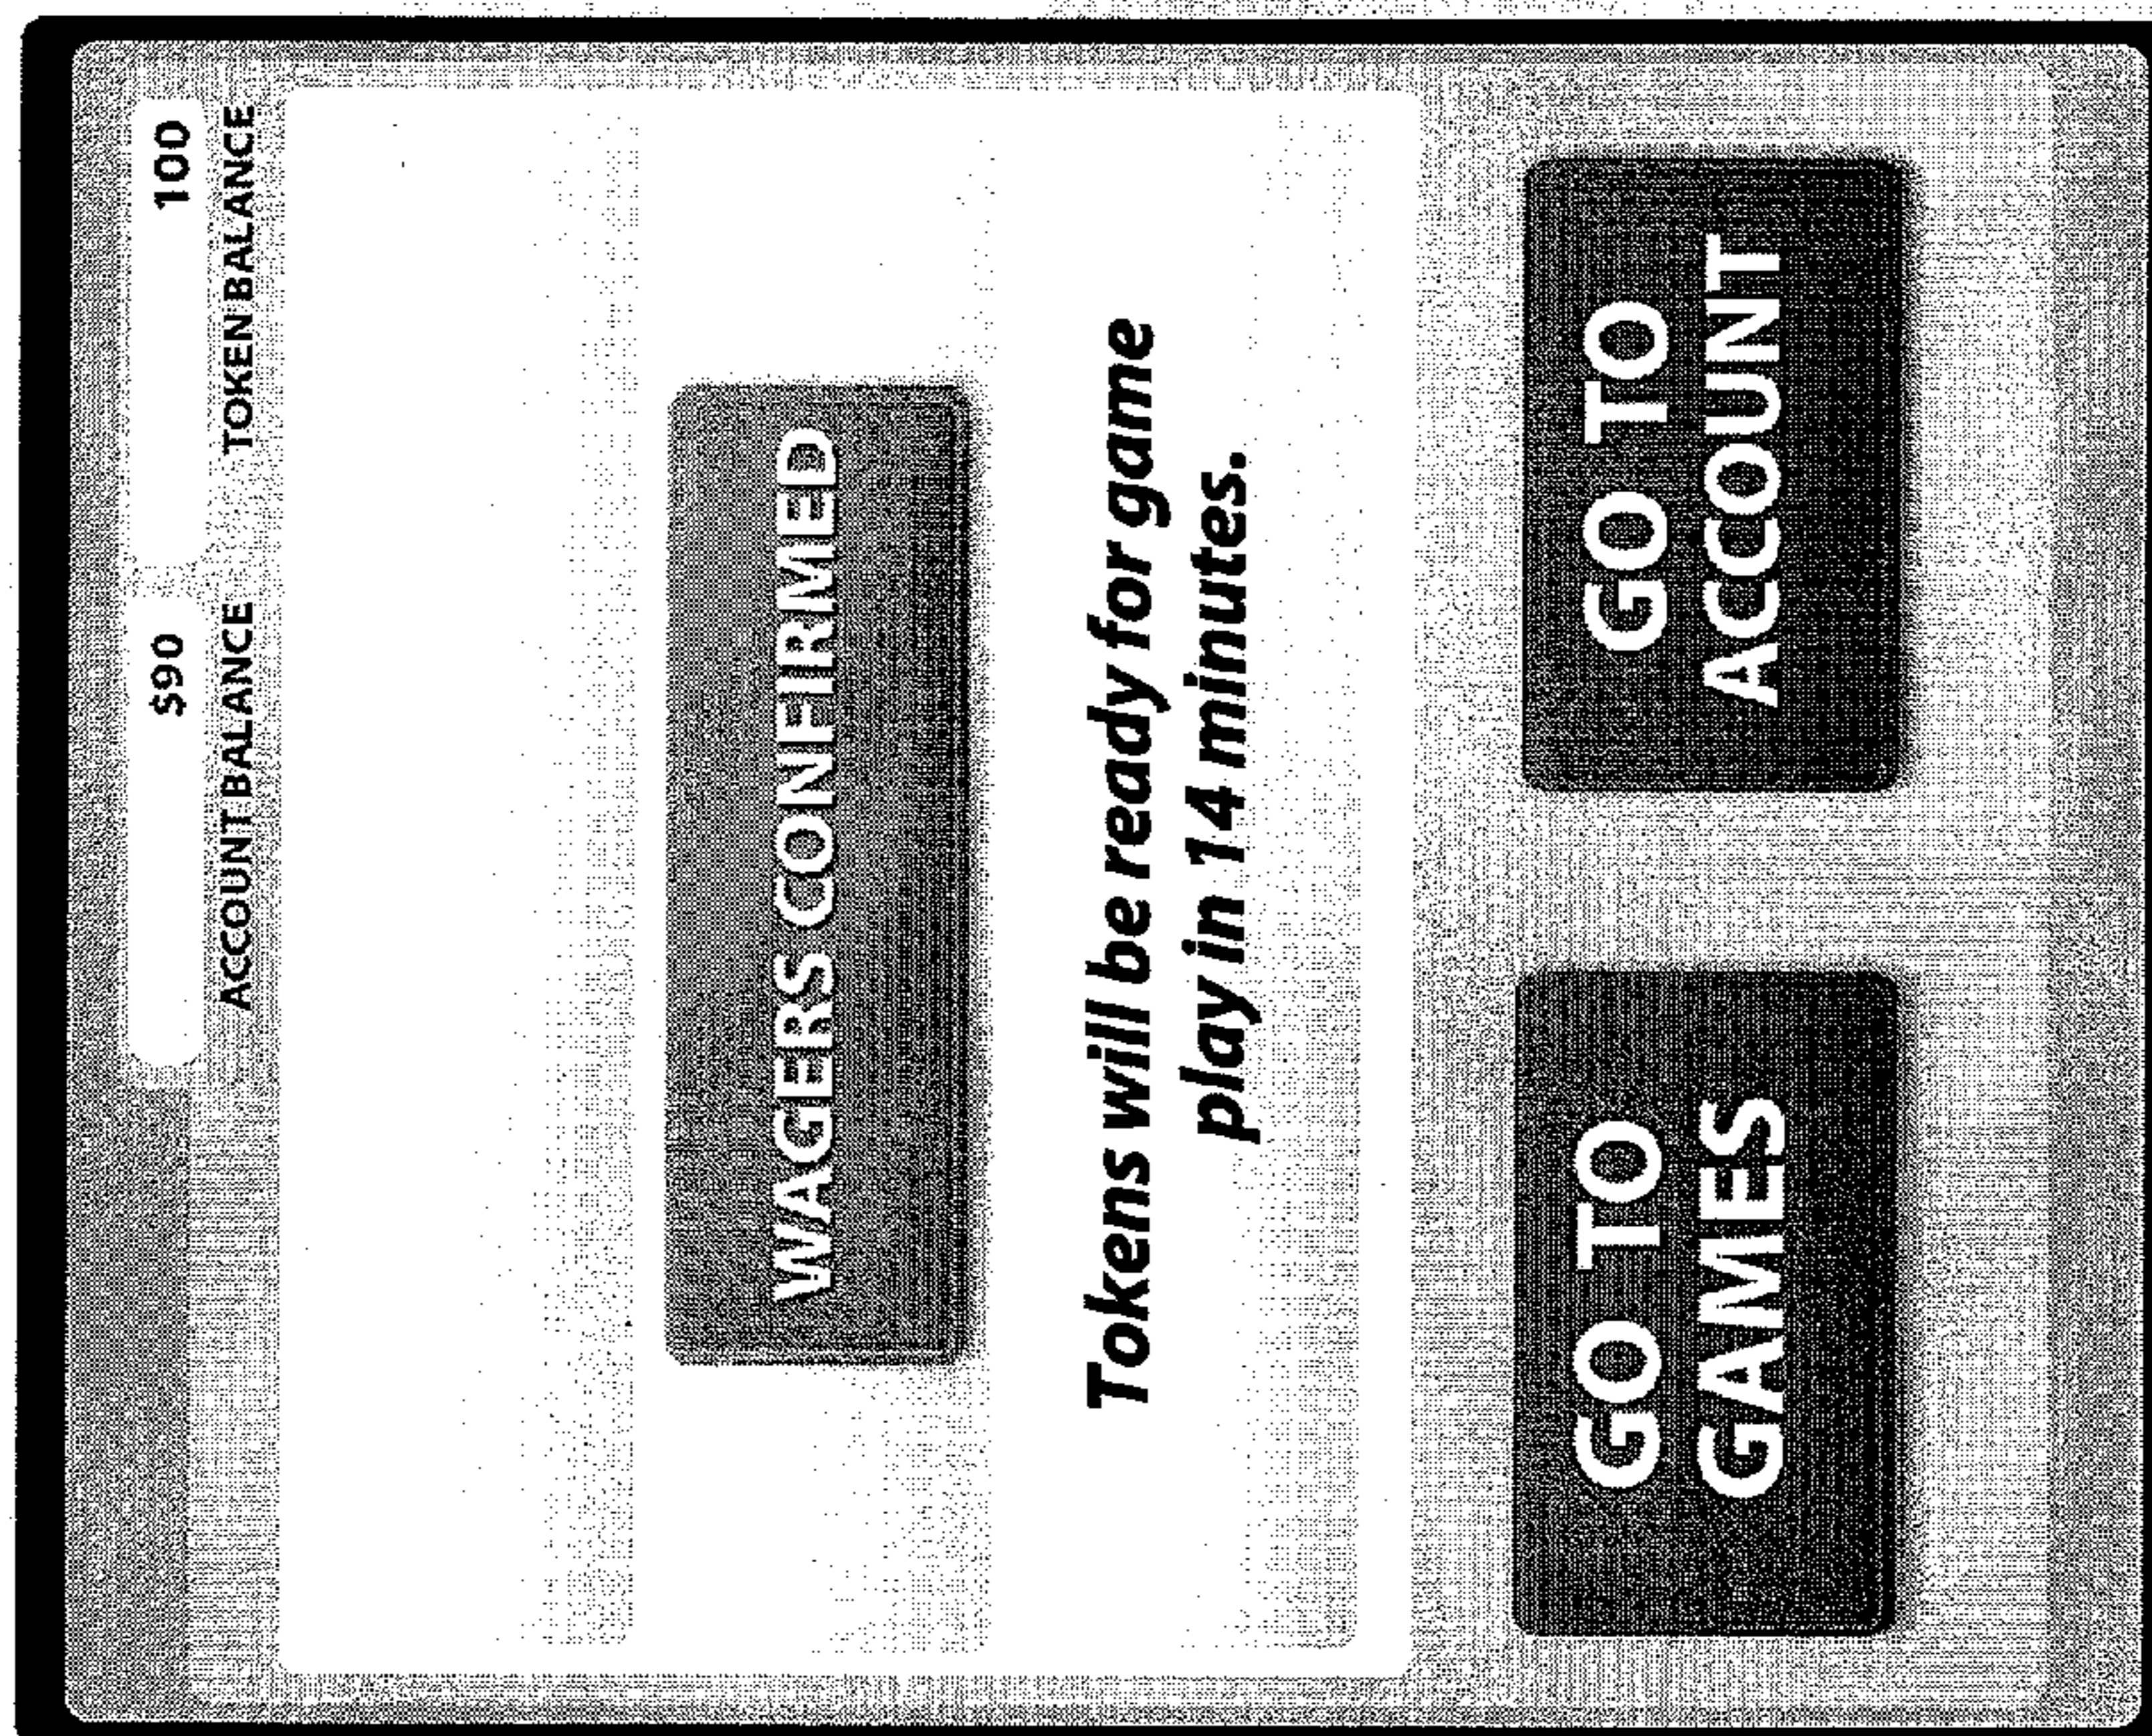 $90
100
ACCOUNT BALANCE
TOKEN BALANCE
WAGERS CONFIRMED
Tokens will be ready for game
play in 14 minutes.
GO TO
GAMES
GO TO
ACCOUNT